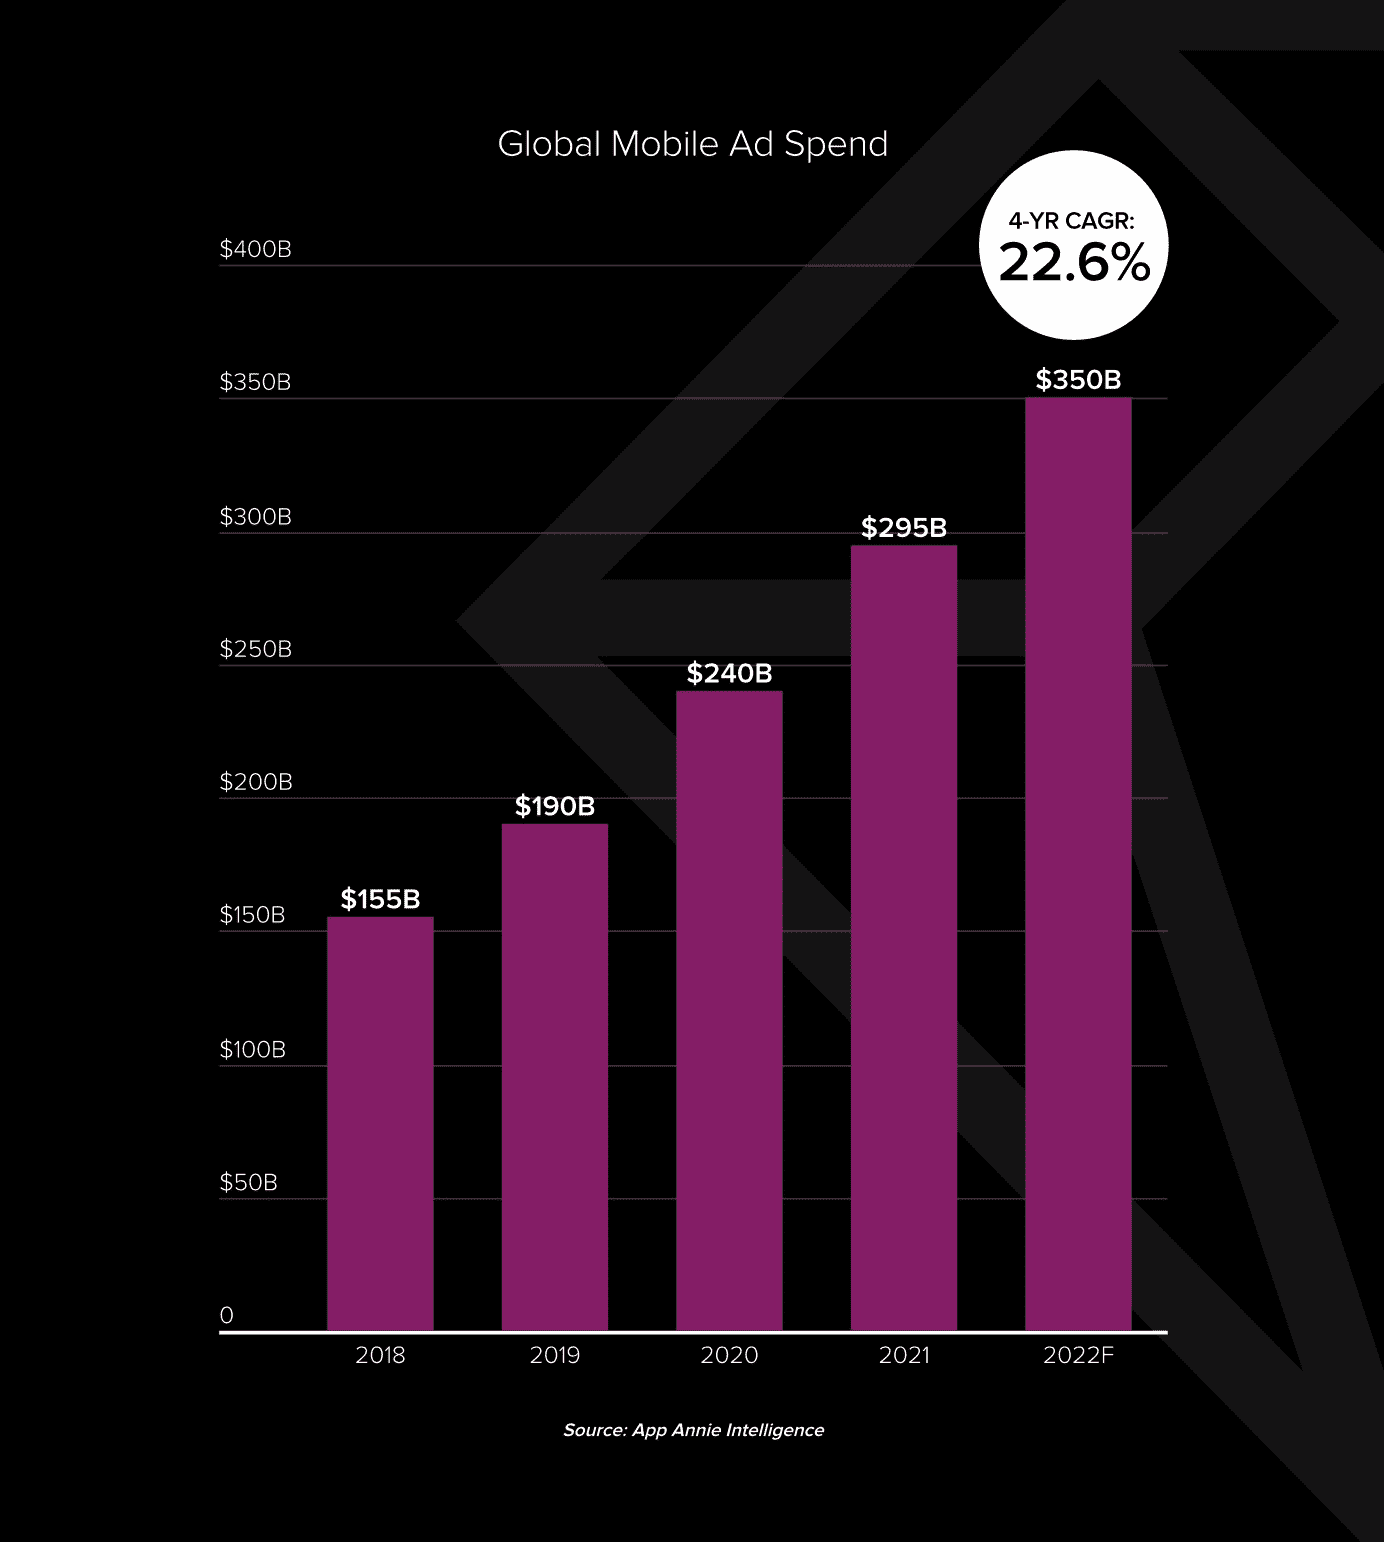 Global Mobile Ad Spend
4-YR CAGR:
22.6%
$400B
$350B
$350B
$300B
$295B
$250B
$240B
$200B
$190B
$150B
$155B
$100B
$50B
0
2018 2019 2020 2021 2022F
Source: App Annie Intelligence